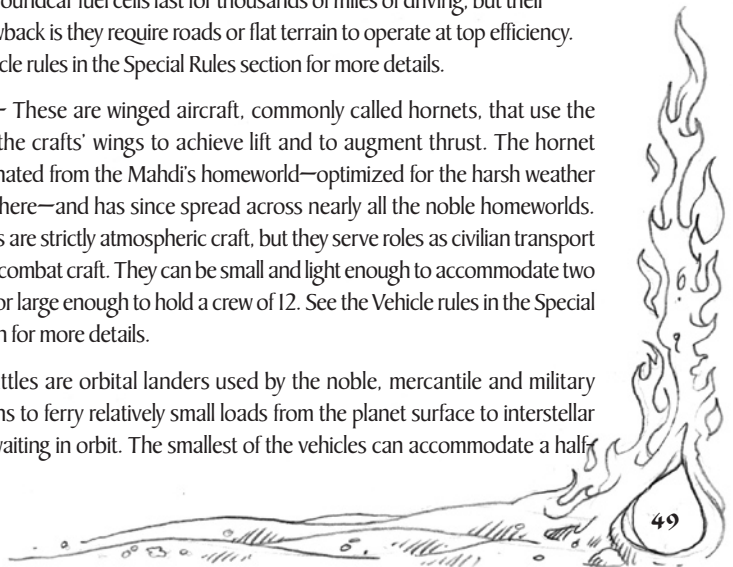 oundcar fuel cells last for thousands of miles of driving, but their
back is they require roads or flat terrain to operate at top efficiency.
cle rules in the Special Rules section for more details.
– These are winged aircraft, commonly called hornets, that use the
the crafts' wings to achieve lift and to augment thrust. The hornet
nated from the Mahdi's homeworld—optimized for the harsh weather
here—and has since spread across nearly all the noble homeworlds.
s are strictly atmospheric craft, but they serve roles as civilian transport
combat craft. They can be small and light enough to accommodate two
or large enough to hold a crew of 12. See the Vehicle rules in the Special
n for more details.
ttles are orbital landers used by the noble, mercantile and military
ns to ferry relatively small loads from the planet surface to interstellar
waiting in orbit. The smallest of the vehicles can accommodate a half-
49